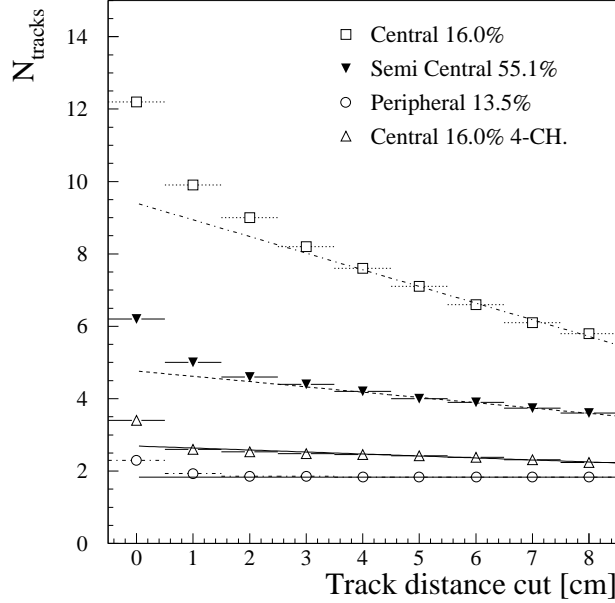 N_tracks
14
12
10
8
6
4
2
0
Central 16.0%
Semi Central 55.1%
Peripheral 13.5%
Central 16.0% 4-CH.
0 1 2 3 4 5 6 7 8
Track distance cut [cm]